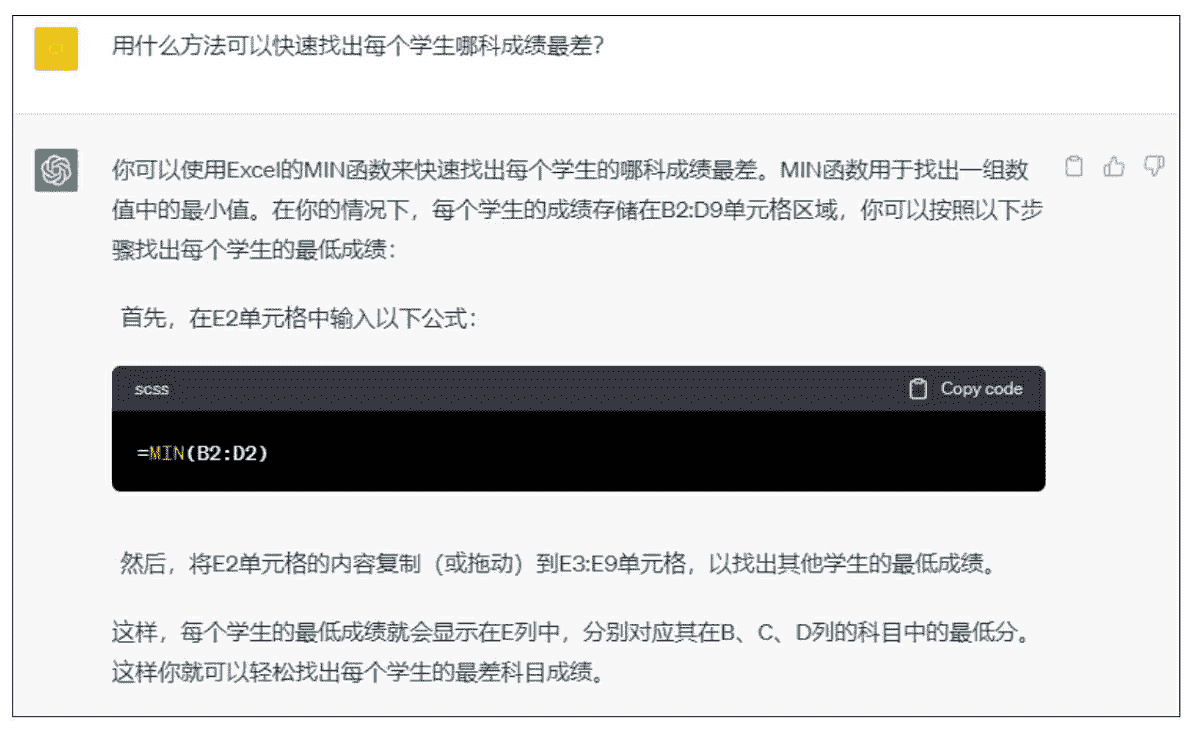 用什么方法可以快速找出每个学生哪科成绩最差?
你可以使用Excel的MIN函数来快速找出每个学生的哪科成绩最差。MIN函数用于找出一组数
值中的最小值。在你的情况下，每个学生的成绩存储在B2:D9单元格区域，你可以按照以下步
骤找出每个学生的最低成绩：
首先，在E2单元格中输入以下公式：
scss
Copy code
=MIN(B2:D2)
然后，将E2单元格的内容复制（或拖动）到E3:E9单元格，以找出其他学生的最低成绩。
这样，每个学生的最低成绩就会显示在E列中，分别对应其在B、C、D列的科目中的最低分。
这样你就可以轻松找出每个学生的最差科目成绩。